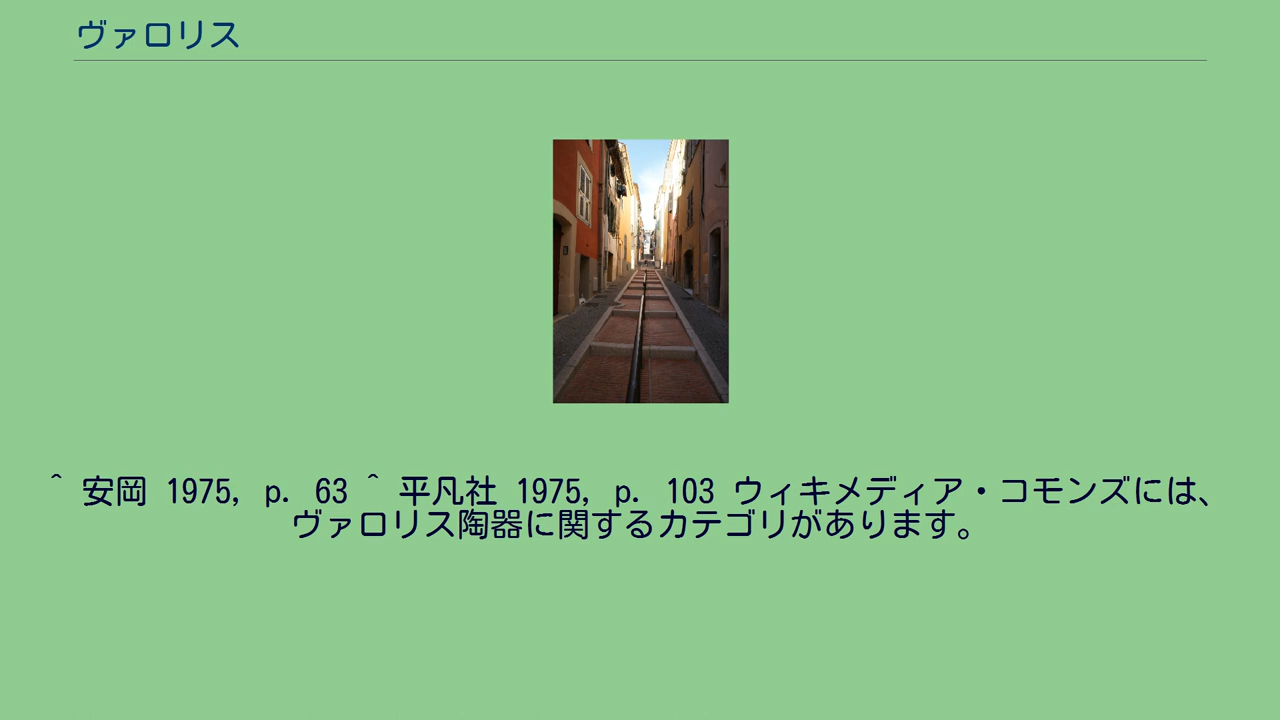 ヴァロリス
^ 安岡 1975, p. 63 ^ 平凡社 1975, p. 103 ウィキメディア・コモンズには、
ヴァロリス陶器に関するカテゴリがあります。